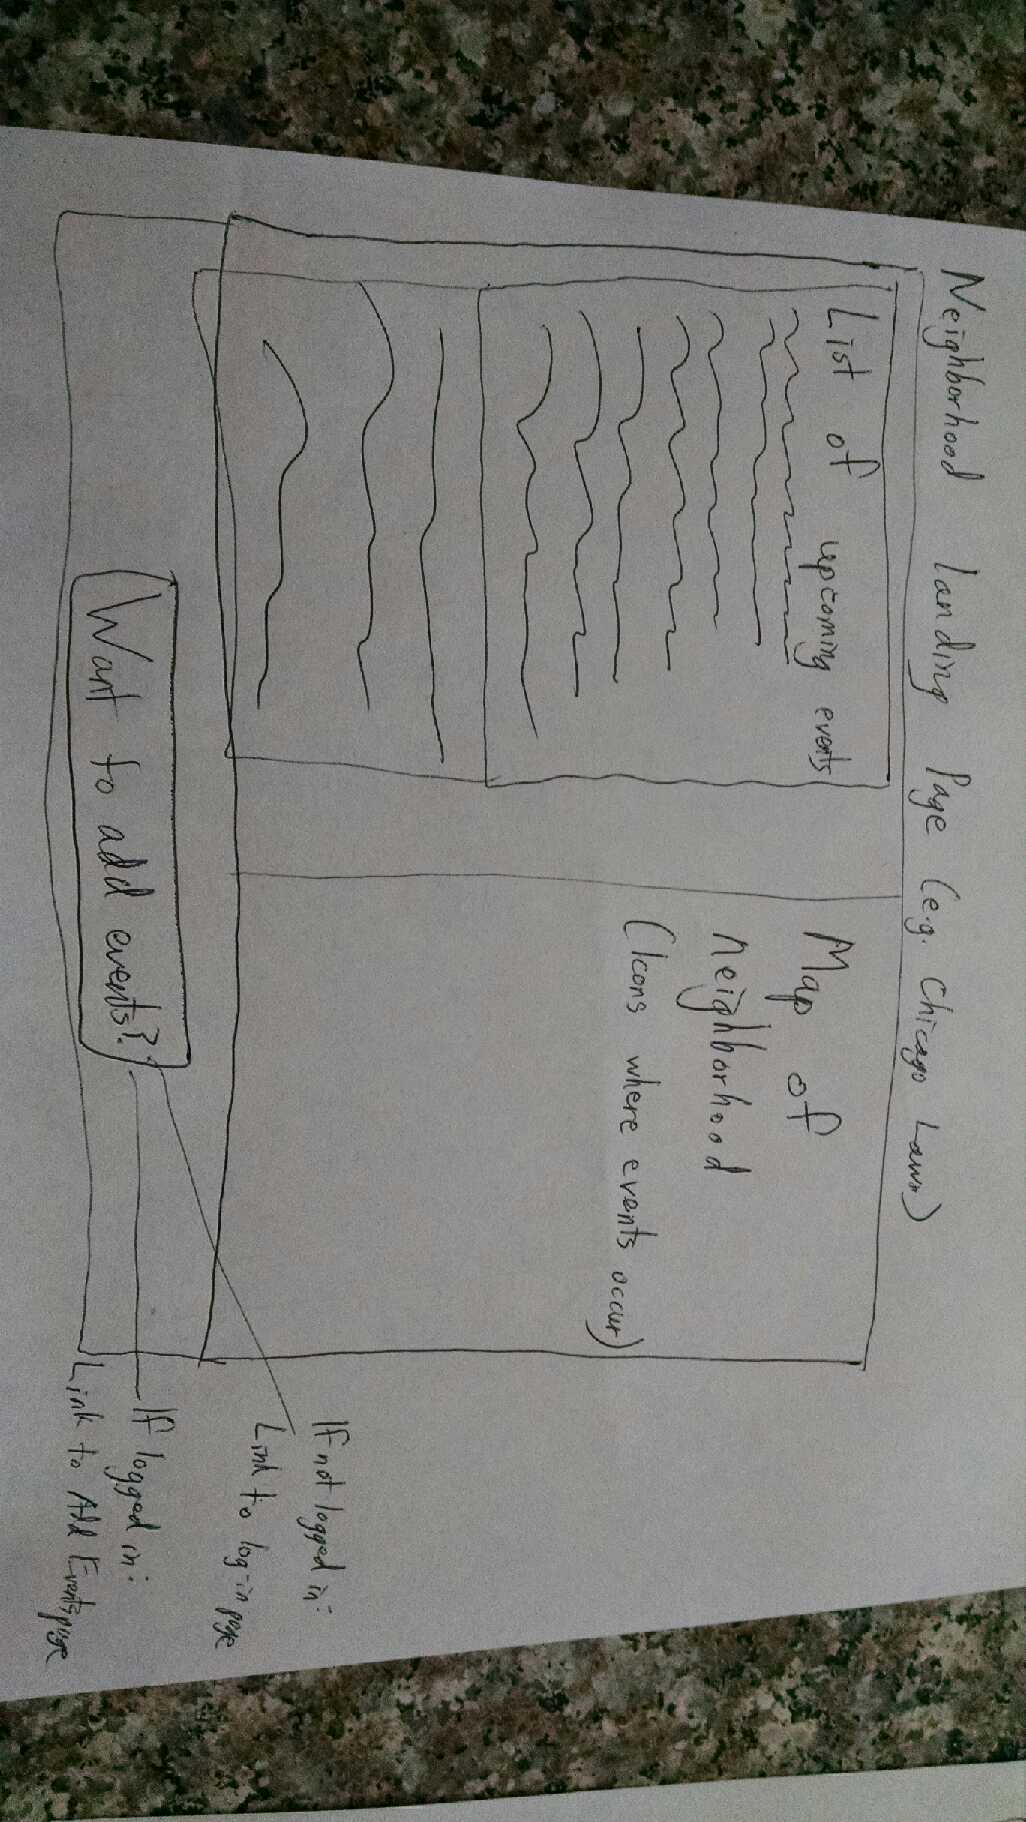 Neighborhood landing Page (e.g. Chicago Lawn)
List of upcoming events
Map of
neighborhood
(Icons where events occur)
Want to add events?
If not logged in:
Link to log-in page
If logged in:
Link to Add Events page